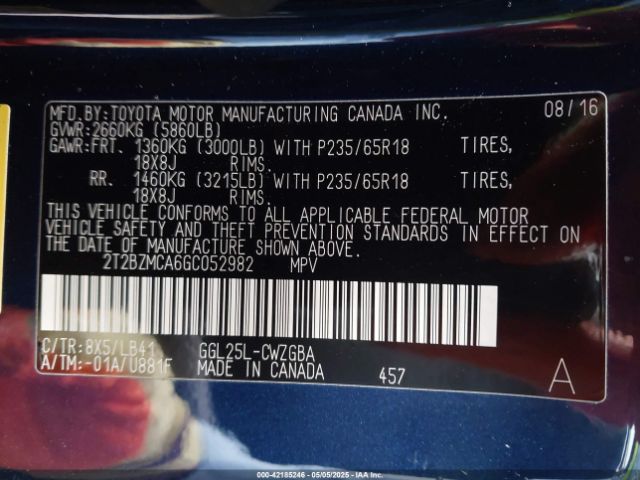 MFD.BY:TOYOTA MOTOR MANUFACTURING CANADA INC. 08/16
GVWR:2660KG (5860LB)
GAWR:FRT. 1360KG (3000LB) WITH P235/65R18 TIRES,
18X8J RIMS.
RR. 1460KG (3215LB) WITH P235/65R18 TIRES,
18X8J RIMS.
THIS VEHICLE CONFORMS TO ALL APPLICABLE FEDERAL MOTOR
VEHICLE SAFETY AND THEFT PREVENTION STANDARDS IN EFFECT ON
THE DATE OF MANUFACTURE SHOWN ABOVE.
2T2BZMCA6GC052982 MPV
C/TR:8X5/LB41 GGL25L-CWZGBA
A/TM:-01A/U881F MADE IN CANADA 457 A
000-42185246 - 05/05/2025 - IAA Inc.